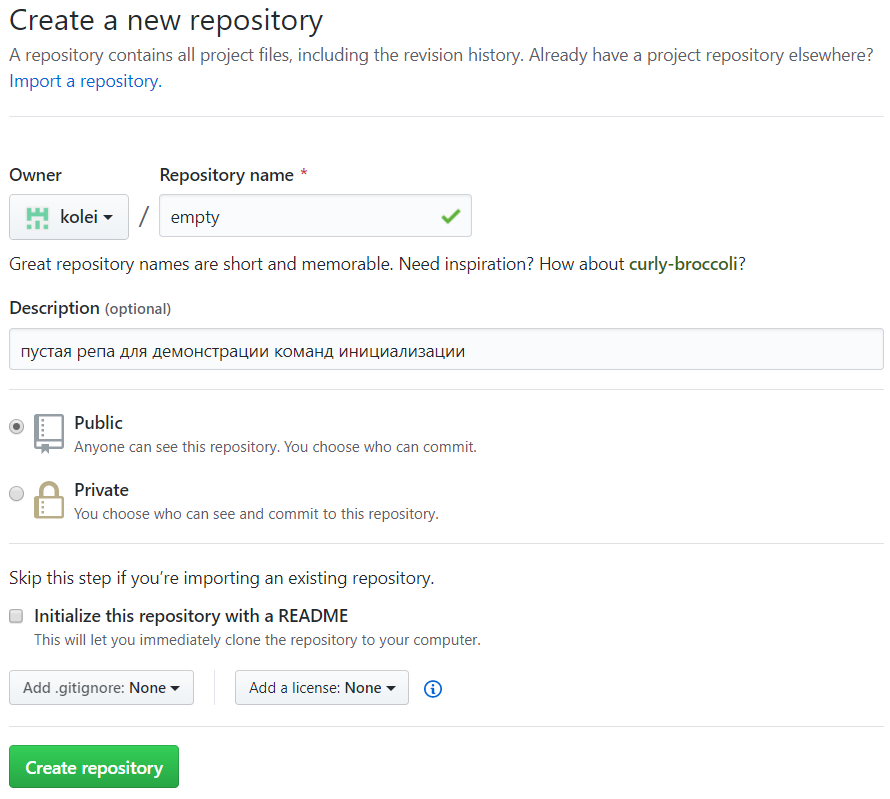 Create a new repository
A repository contains all project files, including the revision history. Already have a project repository elsewhere?
Import a repository.
Owner Repository name *
kolei / empty
Great repository names are short and memorable. Need inspiration? How about curly-broccoli?
Description (optional)
пустая репа для демонстрации команд инициализации
Public
Anyone can see this repository. You choose who can commit.
Private
You choose who can see and commit to this repository.
Skip this step if you’re importing an existing repository.
Initialize this repository with a README
This will let you immediately clone the repository to your computer.
Add .gitignore: None Add a license: None
Create repository